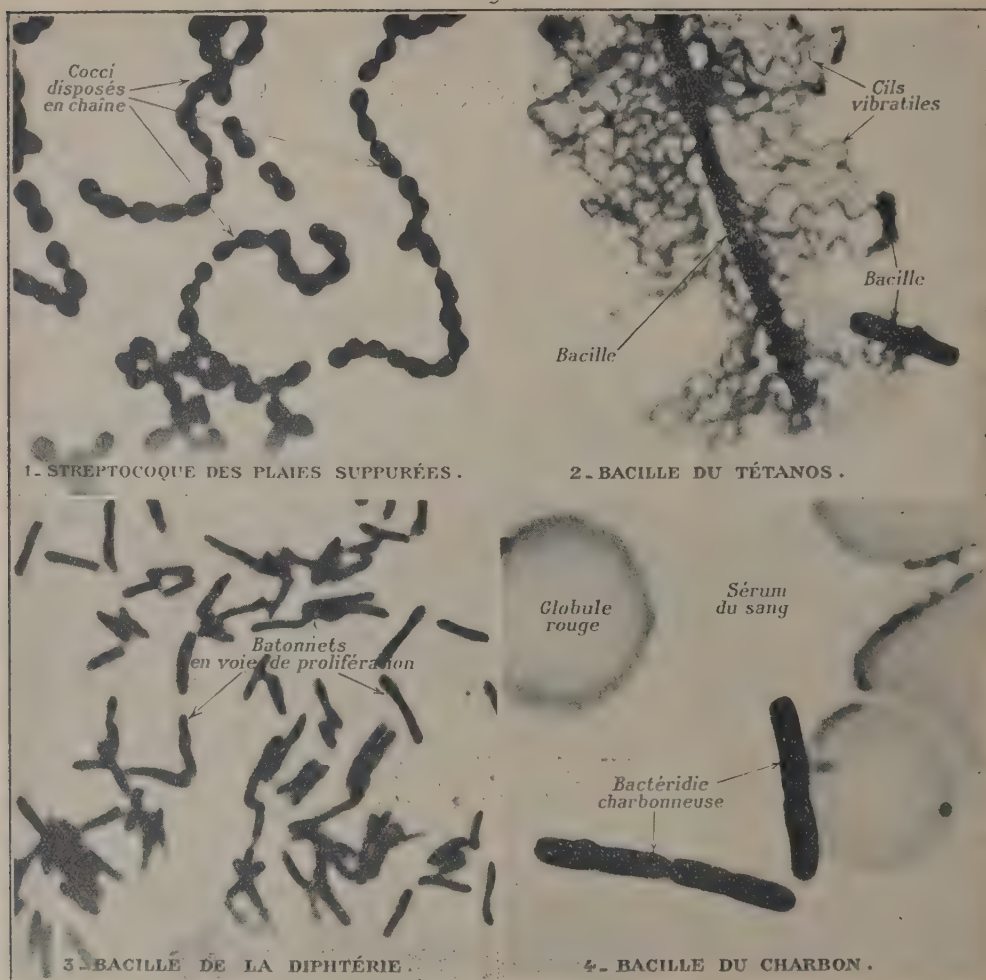 Cocci
disposés
en chaîne
1. STREPTOCOQUE DES PLAIES SUPPURÉES.
Cils
vibratiles
Bacille
Bacille
2. BACILLE DU TÉTANOS.
Batonnets
en voie de prolifération
3. BACILLE DE LA DIPHTÉRIE.
Globule
rouge
Sérum
du sang
Bactéridie
charbonneuse
4. BACILLE DU CHARBON.